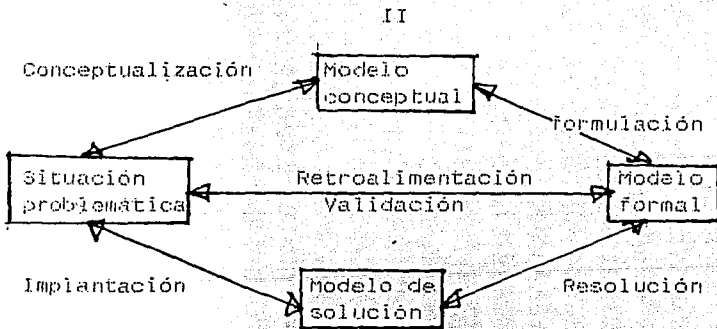 II
Conceptualización
Modelo
conceptual
formulación
Situación
problemática
Retroalimentación
Validación
Modelo
formal
Implantación
Modelo de
solución
Resolución